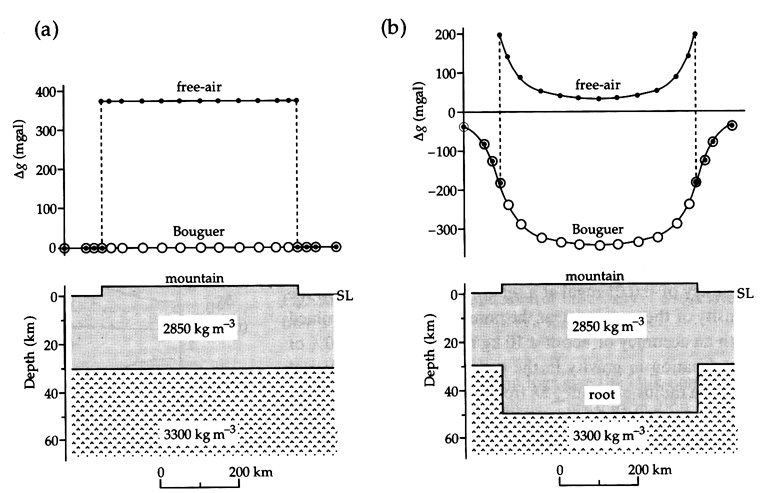 (a)
400
300
200
100
0
Δg (mgal)
free-air
Bouguer
mountain
SL
0
20
40
60
Depth (km)
2850 kg m⁻³
3300 kg m⁻³
0 200 km
(b)
200
100
0
−100
−200
−300
Δg (mgal)
free-air
Bouguer
mountain
SL
0
20
40
60
Depth (km)
2850 kg m⁻³
root
3300 kg m⁻³
0 200 km